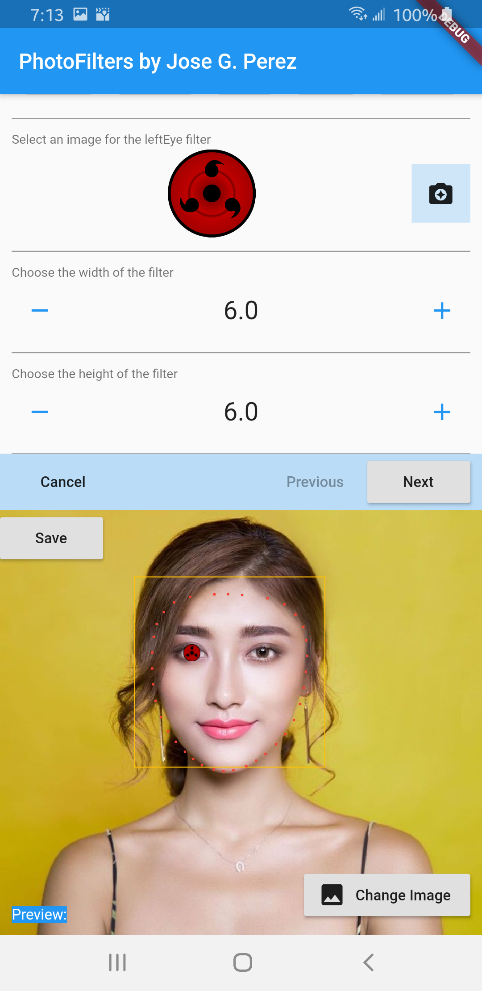 7:13
100%
DEBUG
PhotoFilters by Jose G. Perez
Select an image for the leftEye filter
Choose the width of the filter
− 6.0 +
Choose the height of the filter
− 6.0 +
Cancel Previous Next
Save
Change Image
Preview: